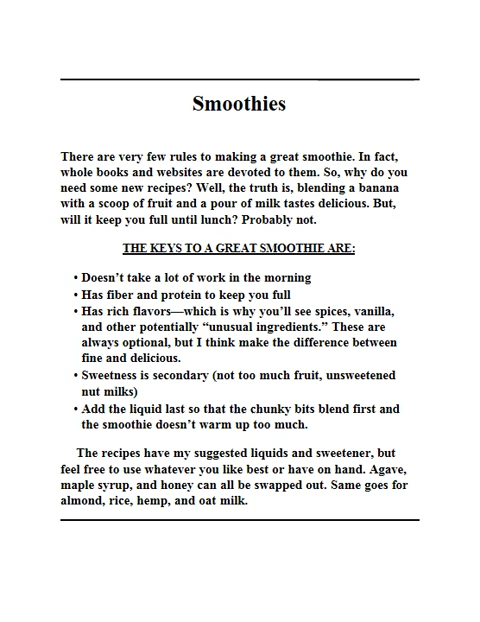 Smoothies
There are very few rules to making a great smoothie. In fact,
whole books and websites are devoted to them. So, why do you
need some new recipes? Well, the truth is, blending a banana
with a scoop of fruit and a pour of milk tastes delicious. But,
will it keep you full until lunch? Probably not.
THE KEYS TO A GREAT SMOOTHIE ARE:
• Doesn’t take a lot of work in the morning
• Has fiber and protein to keep you full
• Has rich flavors—which is why you’ll see spices, vanilla,
and other potentially “unusual ingredients.” These are
always optional, but I think make the difference between
fine and delicious.
• Sweetness is secondary (not too much fruit, unsweetened
nut milks)
• Add the liquid last so that the chunky bits blend first and
the smoothie doesn’t warm up too much.
The recipes have my suggested liquids and sweetener, but
feel free to use whatever you like best or have on hand. Agave,
maple syrup, and honey can all be swapped out. Same goes for
almond, rice, hemp, and oat milk.